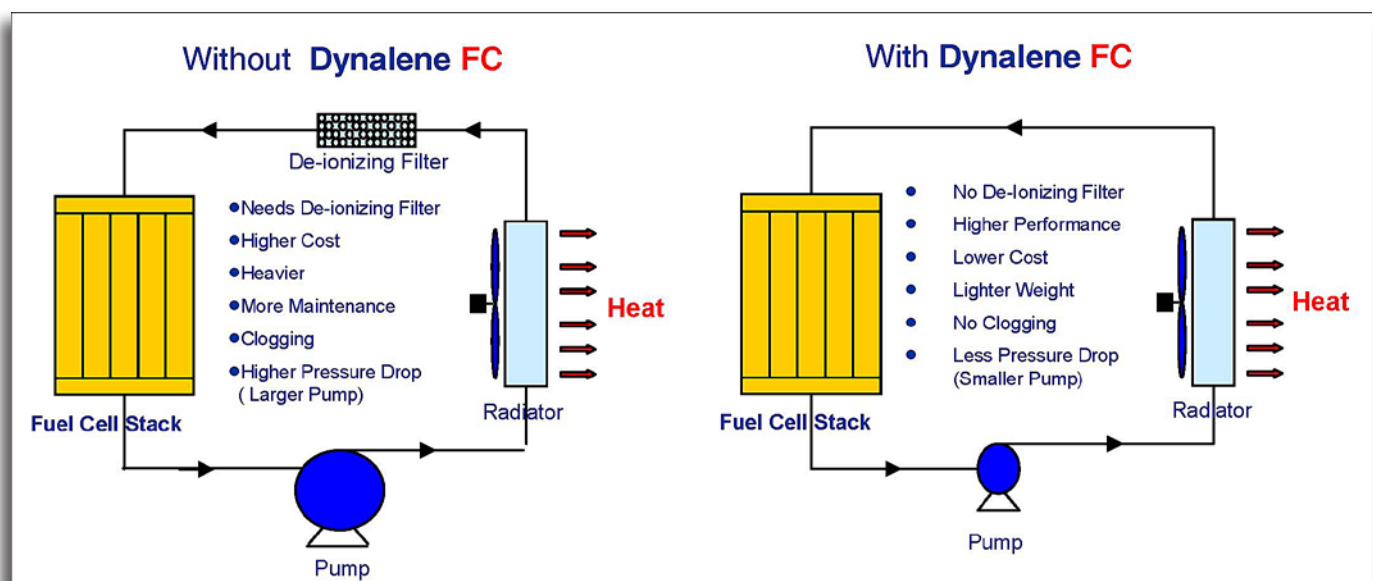 Without Dynalene FC
De-ionizing Filter
• Needs De-ionizing Filter
• Higher Cost
• Heavier
• More Maintenance
• Clogging
• Higher Pressure Drop
( Larger Pump)
Heat
Radiator
Fuel Cell Stack
Pump
With Dynalene FC
• No De-Ionizing Filter
• Higher Performance
• Lower Cost
• Lighter Weight
• No Clogging
• Less Pressure Drop
(Smaller Pump)
Heat
Radiator
Fuel Cell Stack
Pump